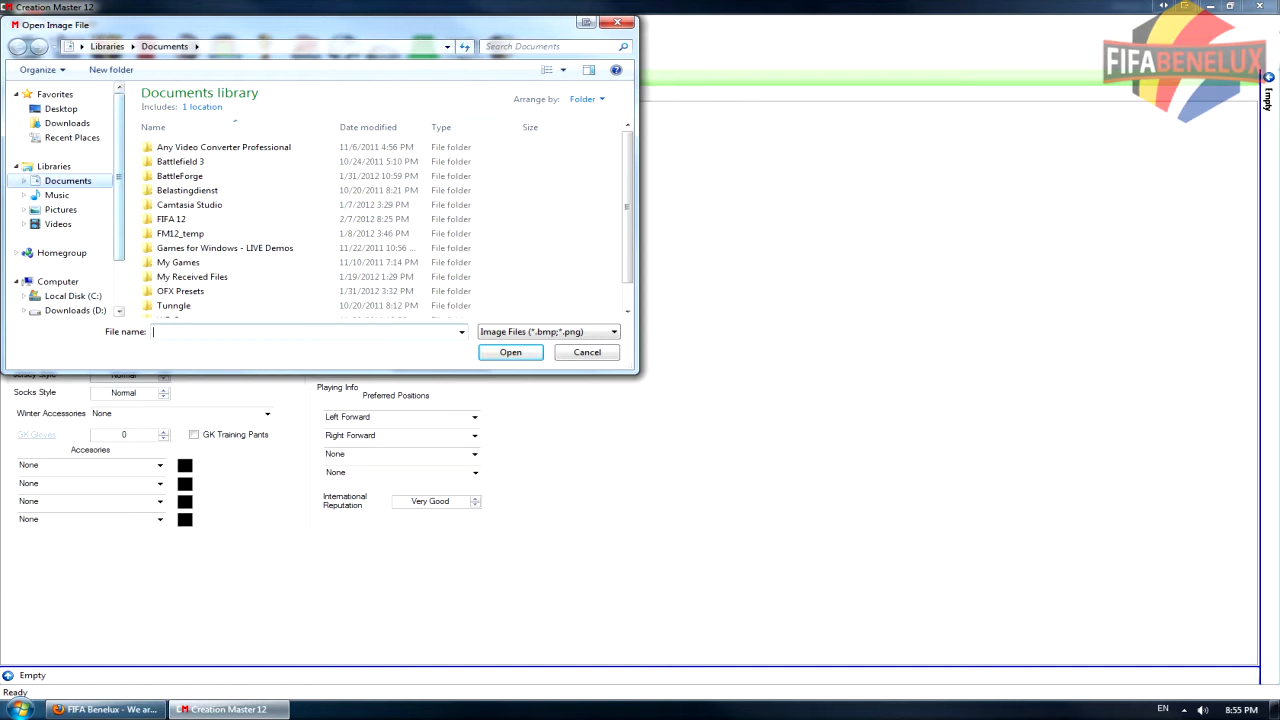 Creation Master 12
Open Image File
Libraries
Documents
Search Documents
Organize
New folder
FIFABENELUX
Favorites
Desktop
Downloads
Recent Places
Libraries
Documents
Music
Pictures
Videos
Homegroup
Computer
Local Disk (C:)
Downloads (D:)
Documents library
Includes: 1 location
Arrange by: Folder
Name Date modified Type Size
Any Video Converter Professional 11/6/2011 4:56 PM File folder
Battlefield 3 10/24/2011 5:10 PM File folder
BattleForge 1/31/2012 10:59 PM File folder
Belastingdienst 10/20/2011 8:21 PM File folder
Camtasia Studio 1/7/2012 3:29 PM File folder
FIFA 12 2/7/2012 8:25 PM File folder
FM12_temp 1/8/2012 3:46 PM File folder
Games for Windows - LIVE Demos 11/22/2011 10:56 ... File folder
My Games 11/10/2011 7:14 PM File folder
My Received Files 1/19/2012 1:29 PM File folder
OFX Presets 1/31/2012 3:32 PM File folder
Tunngle 10/20/2011 8:12 PM File folder
File name:
Image Files (*.bmp;*.png)
Open Cancel
Empty
Jersey Style Normal
Socks Style Normal
Winter Accessories None
GK Gloves 0 GK Training Pants
Accesories
None
None
None
None
Playing Info
Preferred Positions
Left Forward
Right Forward
None
None
International
Reputation Very Good
Empty
Ready
FIFA Benelux - We ar...
Creation Master 12
EN 8:55 PM